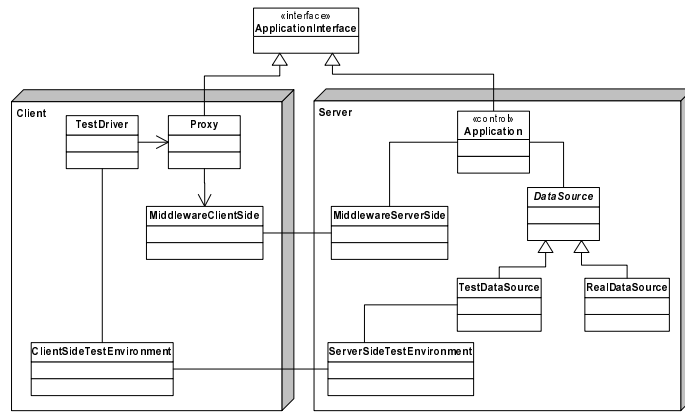 «interface»
ApplicationInterface
Client
Server
TestDriver
Proxy
«control»
Application
MiddlewareClientSide
MiddlewareServerSide
DataSource
TestDataSource
RealDataSource
ClientSideTestEnvironment
ServerSideTestEnvironment